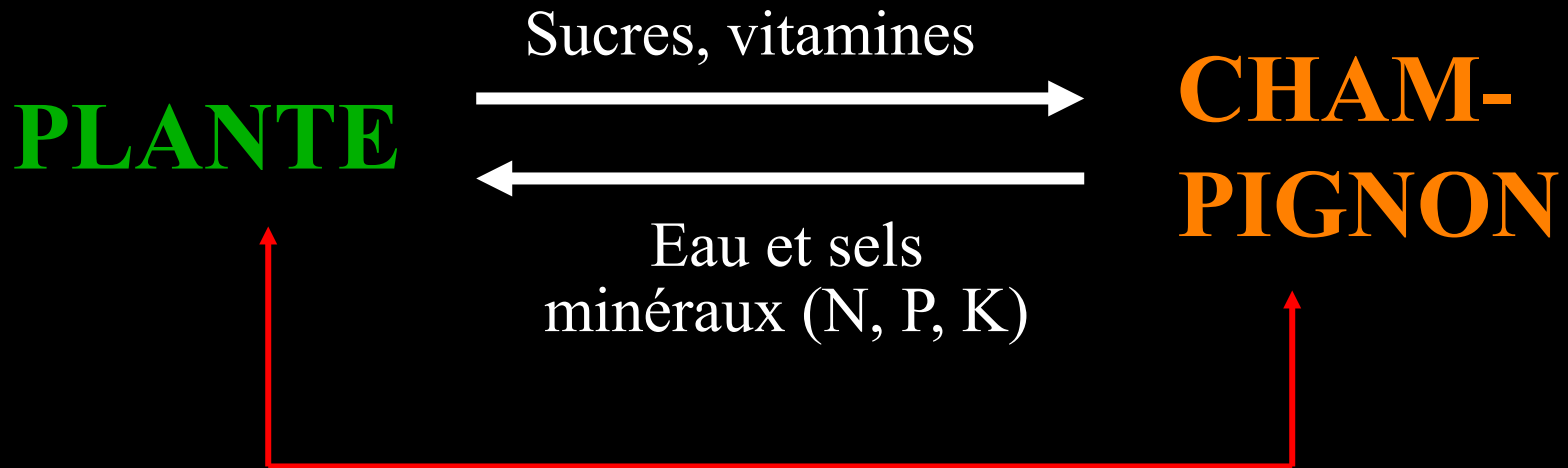 Sucres, vitamines
PLANTE
CHAM-
PIGNON
Eau et sels
minéraux (N, P, K)